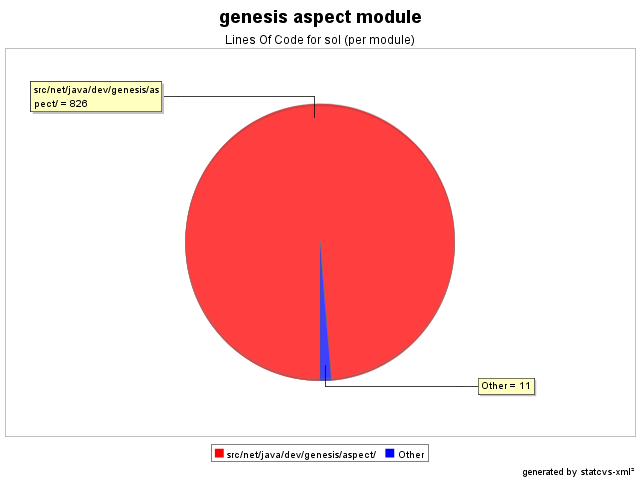 genesis aspect module
Lines Of Code for sol (per module)
src/net/java/dev/genesis/as
pect/ = 826
Other = 11
src/net/java/dev/genesis/aspect/
Other
generated by statcvs-xml²